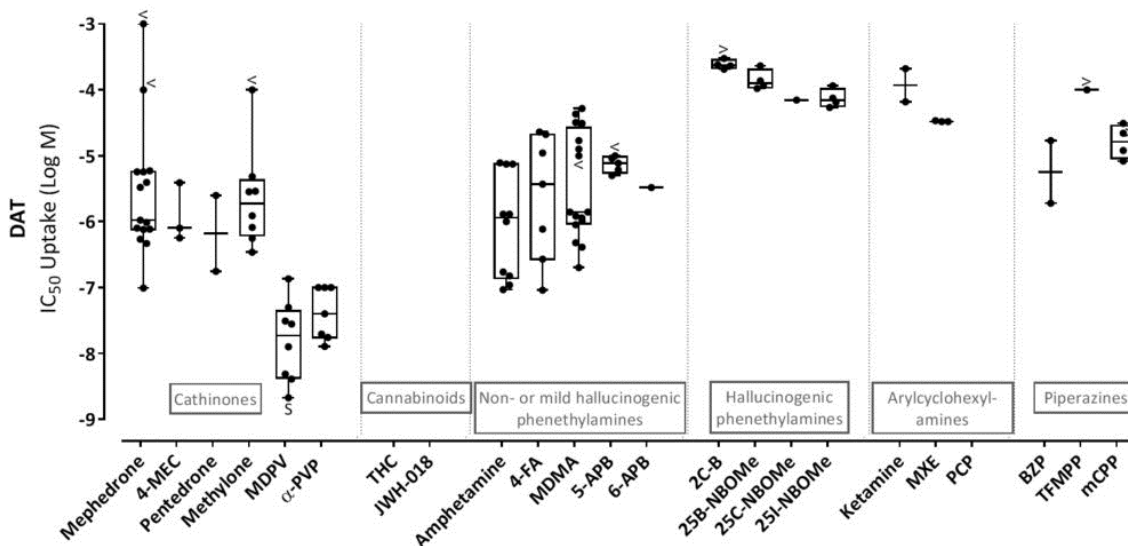 DAT
IC50 Uptake (Log M)
-3
-4
-5
-6
-7
-8
-9
<
<
<
S
<
<
>
>
Cathinones
Cannabinoids
Non- or mild hallucinogenic
phenethylamines
Hallucinogenic
phenethylamines
Arylcyclohexyl-
amines
Piperazines
Mephedrone
4-MEC
Pentedrone
Methylone
MDPV
α-PVP
THC
JWH-018
Amphetamine
4-FA
MDMA
5-APB
6-APB
2C-B
25B-NBOMe
25C-NBOMe
25I-NBOMe
Ketamine
MXE
PCP
BZP
TFMPP
mCPP